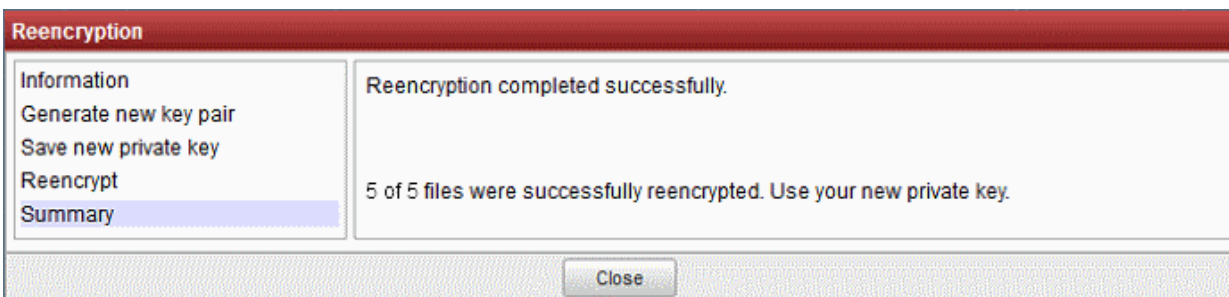 Reencryption
Information
Generate new key pair
Save new private key
Reencrypt
Summary
Reencryption completed successfully.
5 of 5 files were successfully reencrypted. Use your new private key.
Close